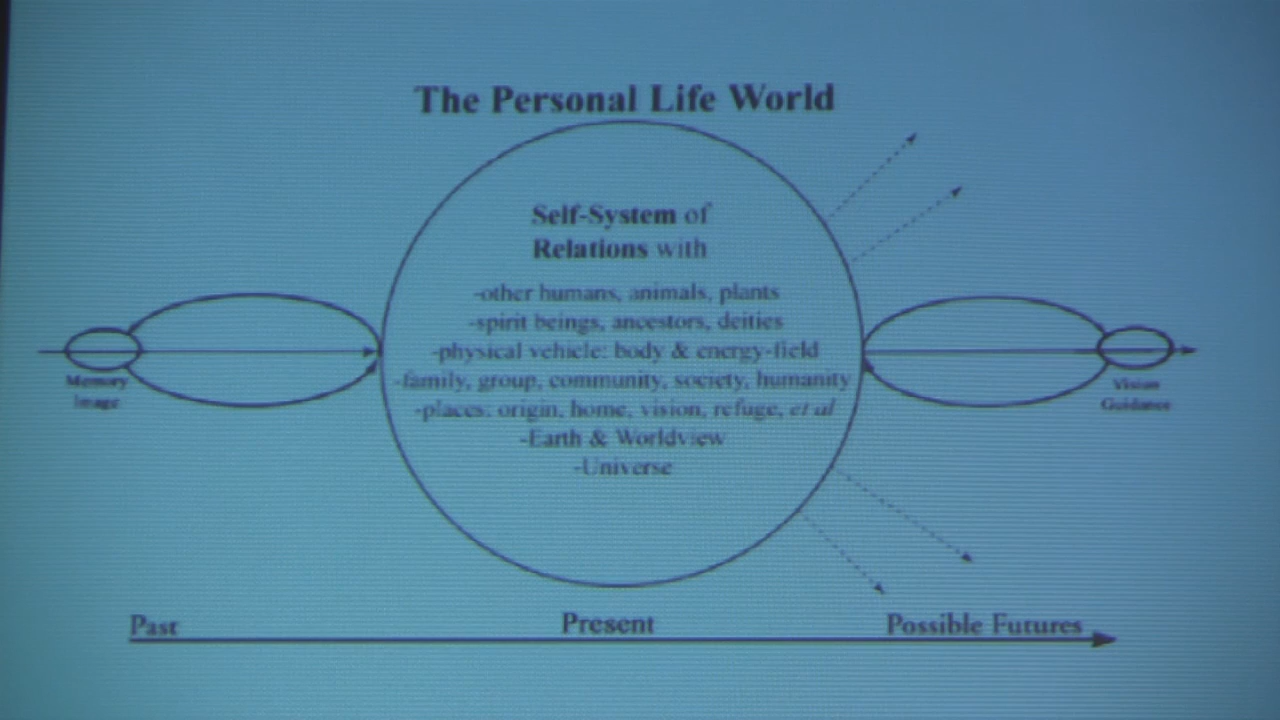 The Personal Life World
Self-System of
Relations with
-other humans, animals, plants
-spirit beings, ancestors, deities
-physical vehicle: body & energy-field
-family, group, community, society, humanity
-places: origin, home, vision, refuge, et al
-Earth & Worldview
-Universe
Memory
Image
Vision
Guidance
Past
Present
Possible Futures